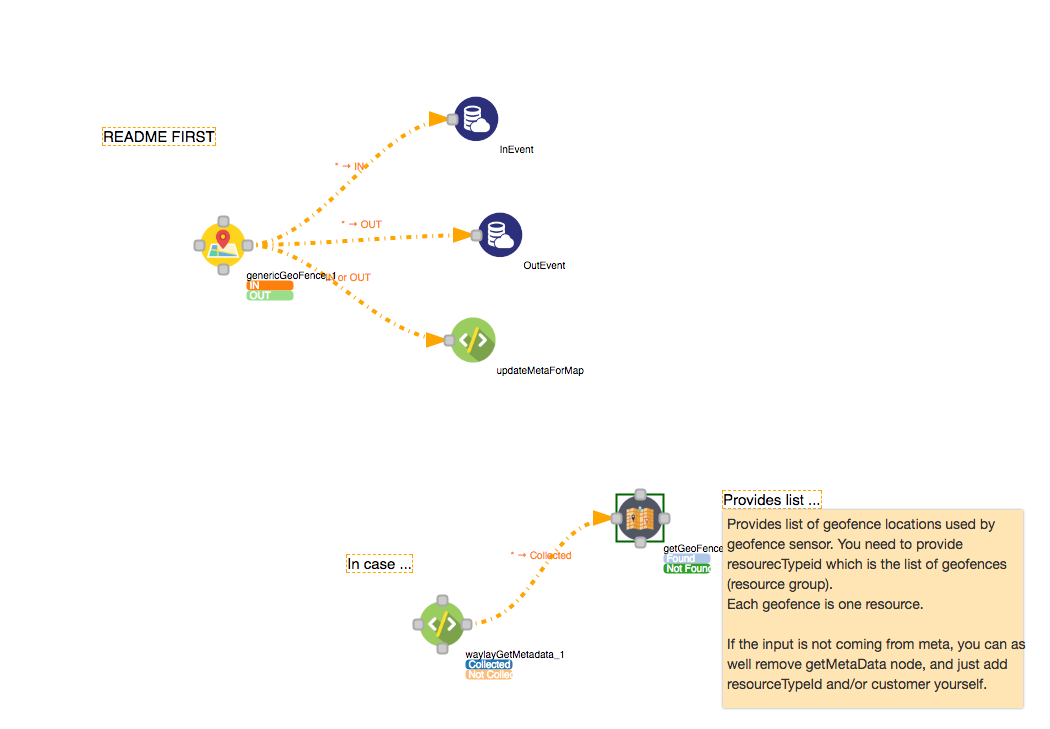 README FIRST
* → IN
InEvent
* → OUT
OutEvent
genericGeoFence_1
IN or OUT
IN
OUT
updateMetaForMap
Provides list ...
Provides list of geofence locations used by
geofence sensor. You need to provide
resourecTypeid which is the list of geofences
(resource group).
Each geofence is one resource.
If the input is not coming from meta, you can as
well remove getMetaData node, and just add
resourceTypeId and/or customer yourself.
* → Collected
getGeoFence
Found
Not Found
In case ...
waylayGetMetadata_1
Collected
Not Collec